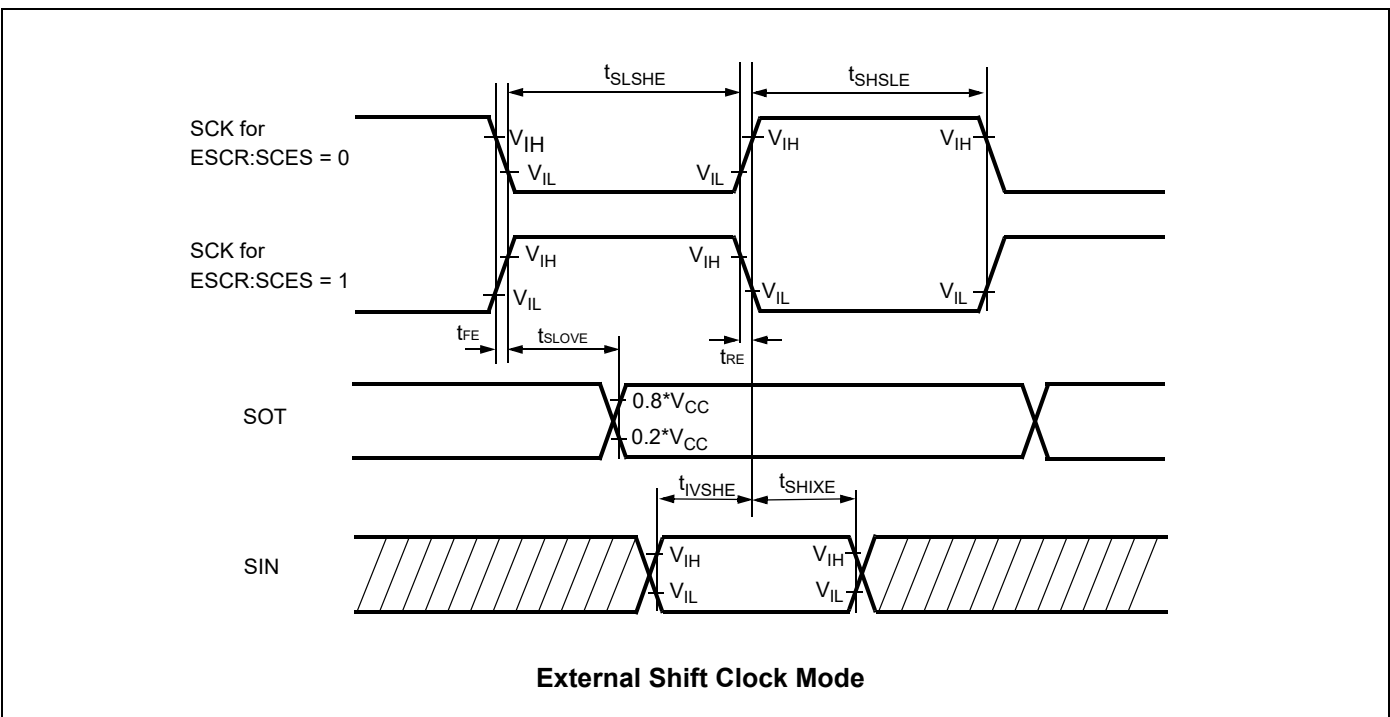 tSLSHE
tSHSLE
SCK for
ESCR:SCES = 0
VIH
VIL
VIL
VIH
VIH
SCK for
ESCR:SCES = 1
VIH
VIL
VIH
VIL
VIL
tFE
tSLOVE
tRE
SOT
0.8*VCC
0.2*VCC
tIVSHE
tSHIXE
SIN
VIH
VIL
VIH
VIL
External Shift Clock Mode